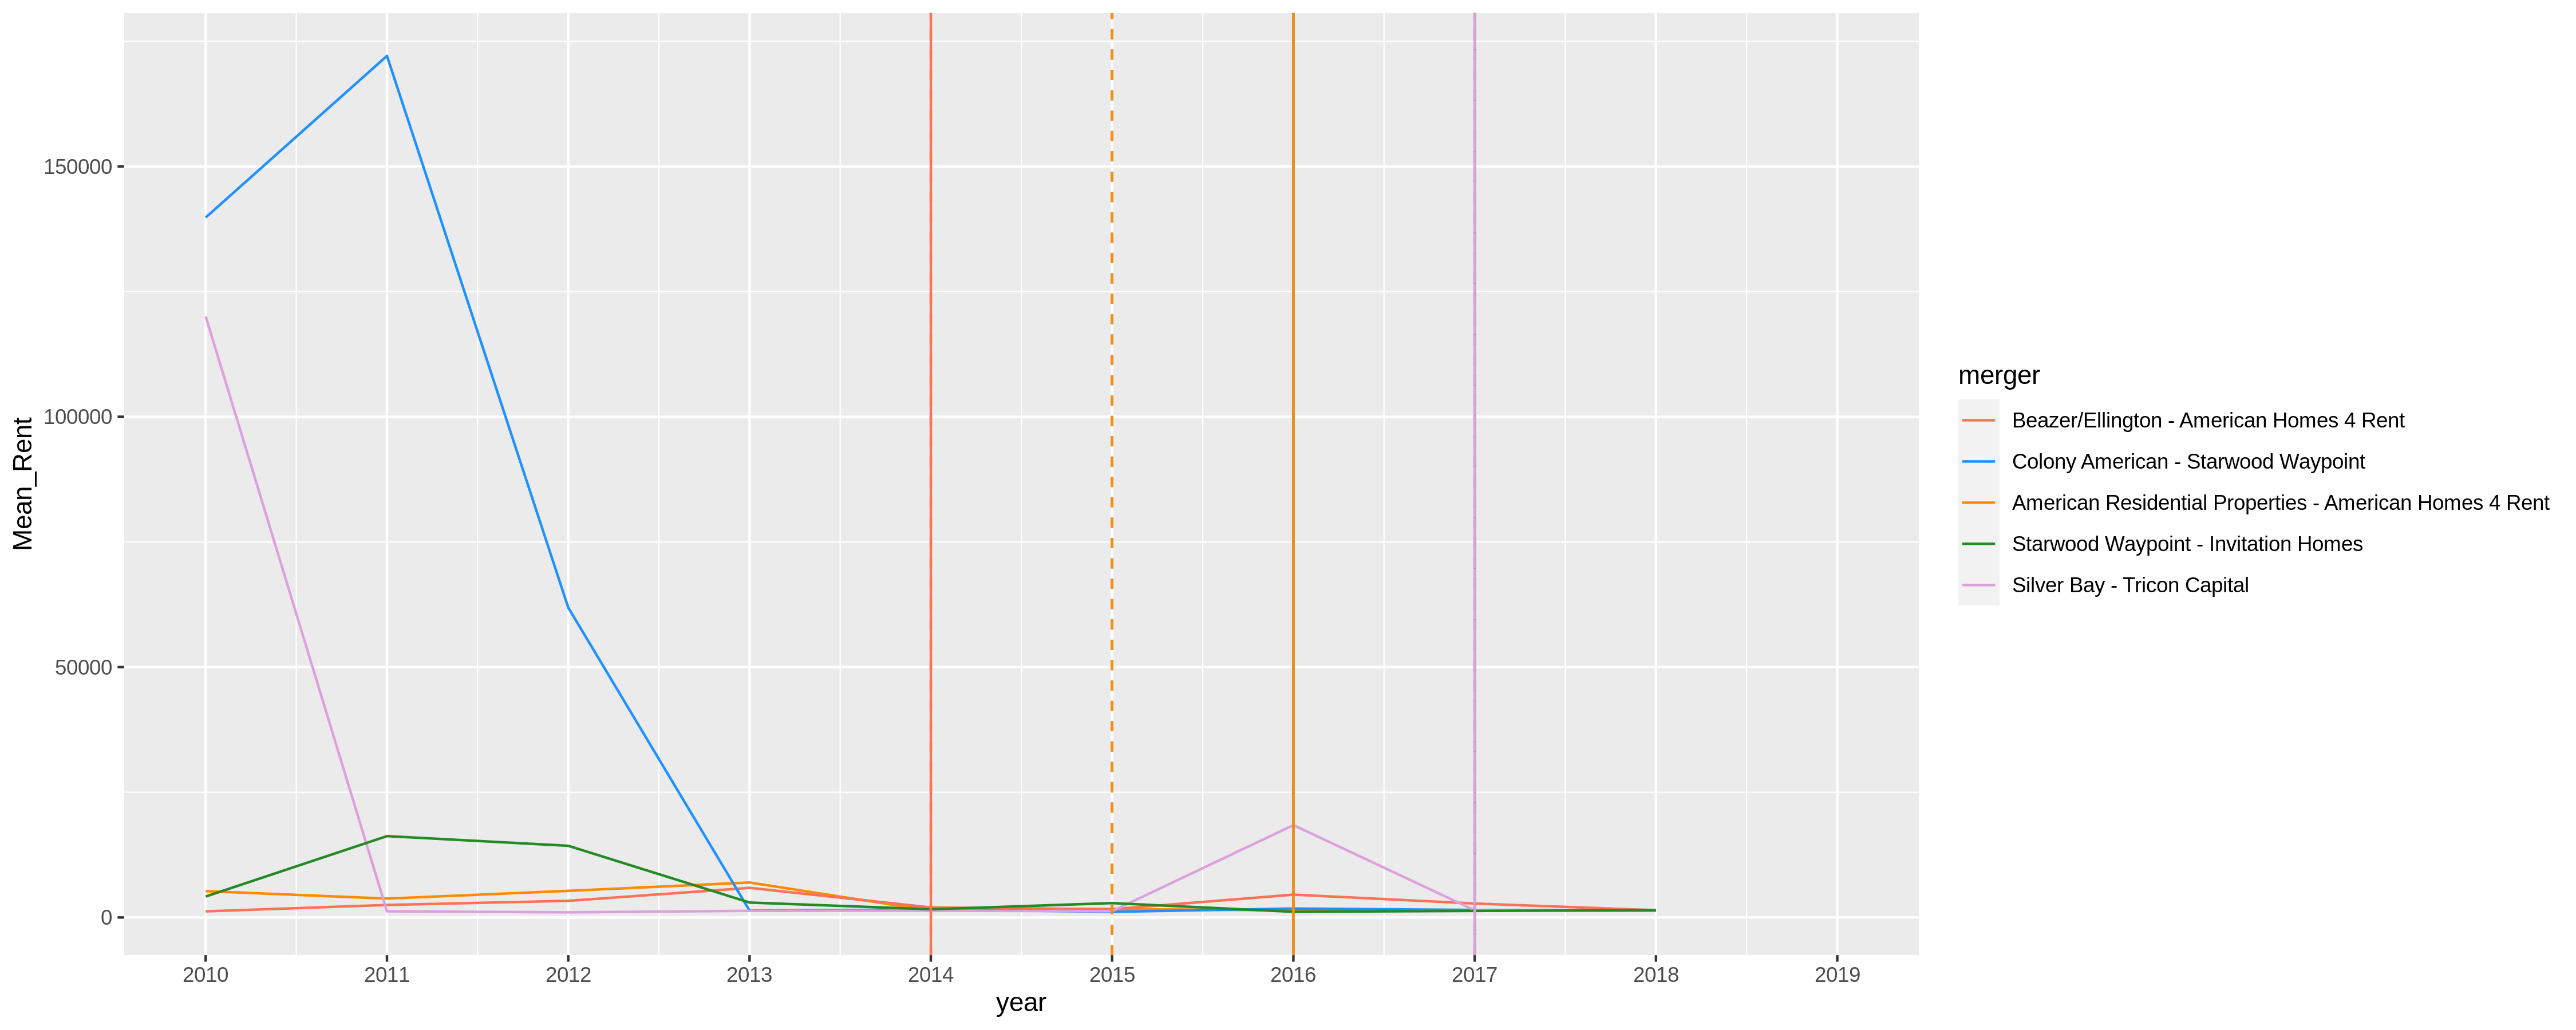 Mean_Rent
150000
100000
50000
0
2010 2011 2012 2013 2014 2015 2016 2017 2018 2019
year
merger
Beazer/Ellington - American Homes 4 Rent
Colony American - Starwood Waypoint
American Residential Properties - American Homes 4 Rent
Starwood Waypoint - Invitation Homes
Silver Bay - Tricon Capital